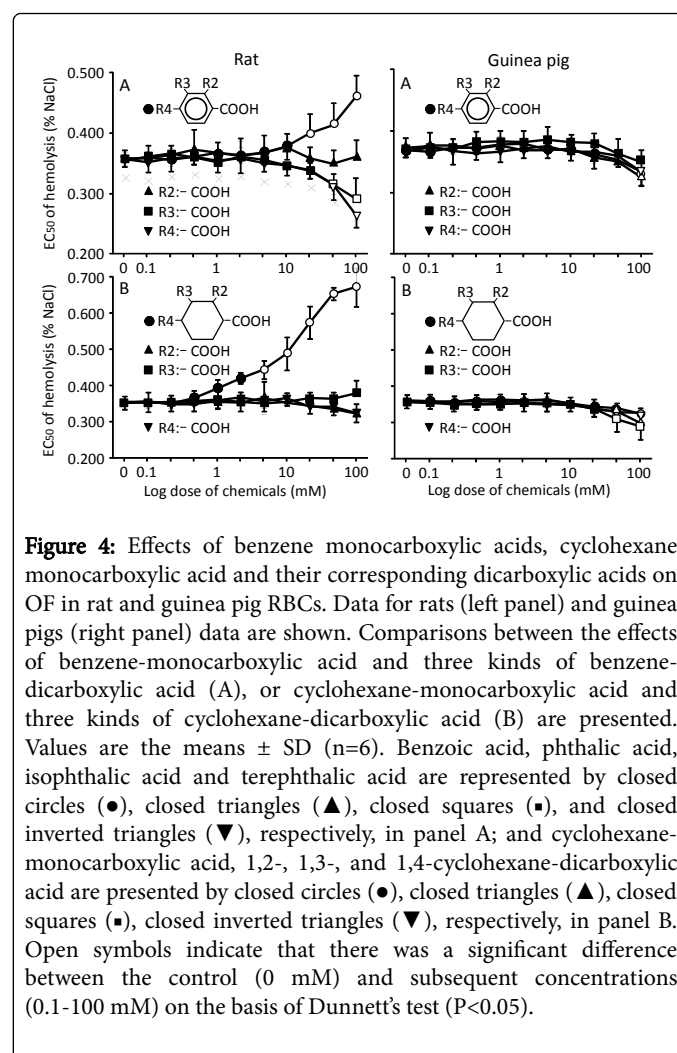 Rat
Guinea pig
EC50 of hemolysis (% NaCl)
0.500
0.400
0.300
0.200
A
R3 R2
R4 COOH
R2:− COOH
R3:− COOH
R4:− COOH
0 0.1 1 10 100
A
R3 R2
R4 COOH
R2:− COOH
R3:− COOH
R4:− COOH
0 0.1 1 10 100
EC50 of hemolysis (% NaCl)
0.700
0.600
0.500
0.400
0.300
0.200
B
R3 R2
R4 COOH
R2:− COOH
R3:− COOH
R4:− COOH
0 0.1 1 10 100
Log dose of chemicals (mM)
B
R3 R2
R4 COOH
R2:− COOH
R3:− COOH
R4:− COOH
0 0.1 1 10 100
Log dose of chemicals (mM)
Figure 4: Effects of benzene monocarboxylic acids, cyclohexane
monocarboxylic acid and their corresponding dicarboxylic acids on
OF in rat and guinea pig RBCs. Data for rats (left panel) and guinea
pigs (right panel) data are shown. Comparisons between the effects
of benzene-monocarboxylic acid and three kinds of benzene-
dicarboxylic acid (A), or cyclohexane-monocarboxylic acid and
three kinds of cyclohexane-dicarboxylic acid (B) are presented.
Values are the means ± SD (n=6). Benzoic acid, phthalic acid,
isophthalic acid and terephthalic acid are represented by closed
circles (●), closed triangles (▲), closed squares (▪), and closed
inverted triangles (▼), respectively, in panel A; and cyclohexane-
monocarboxylic acid, 1,2-, 1,3-, and 1,4-cyclohexane-dicarboxylic
acid are presented by closed circles (●), closed triangles (▲), closed
squares (▪), closed inverted triangles (▼), respectively, in panel B.
Open symbols indicate that there was a significant difference
between the control (0 mM) and subsequent concentrations
(0.1-100 mM) on the basis of Dunnett’s test (P<0.05).